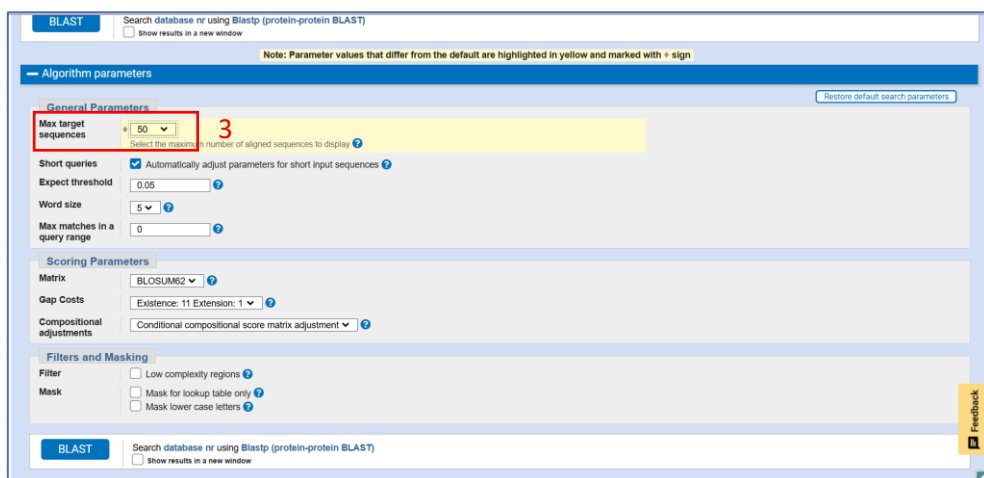 BLAST
Search database nr using Blastp (protein-protein BLAST)
Show results in a new window
Note: Parameter values that differ from the default are highlighted in yellow and marked with ♦ sign
Algorithm parameters
Restore default search parameters
General Parameters
Max target
sequences
♦ 50
3
Select the maximum number of aligned sequences to display ?
Short queries
Automatically adjust parameters for short input sequences ?
Expect threshold
0.05 ?
Word size
5 ?
Max matches in a
query range
0 ?
Scoring Parameters
Matrix
BLOSUM62 ?
Gap Costs
Existence: 11 Extension: 1 ?
Compositional
adjustments
Conditional compositional score matrix adjustment ?
Filters and Masking
Filter
Low complexity regions ?
Mask
Mask for lookup table only ?
Mask lower case letters ?
BLAST
Search database nr using Blastp (protein-protein BLAST)
Show results in a new window
Feedback